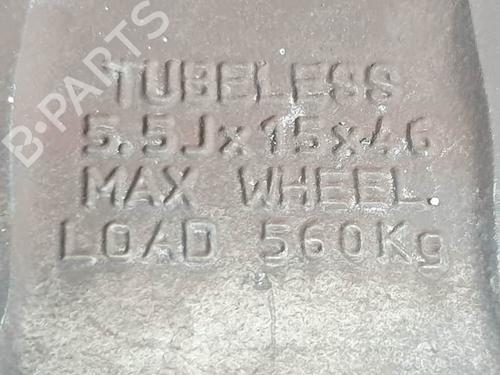 B-PARTS
TUBELESS
5.5Jx15x46
MAX WHEEL.
LOAD 560Kg